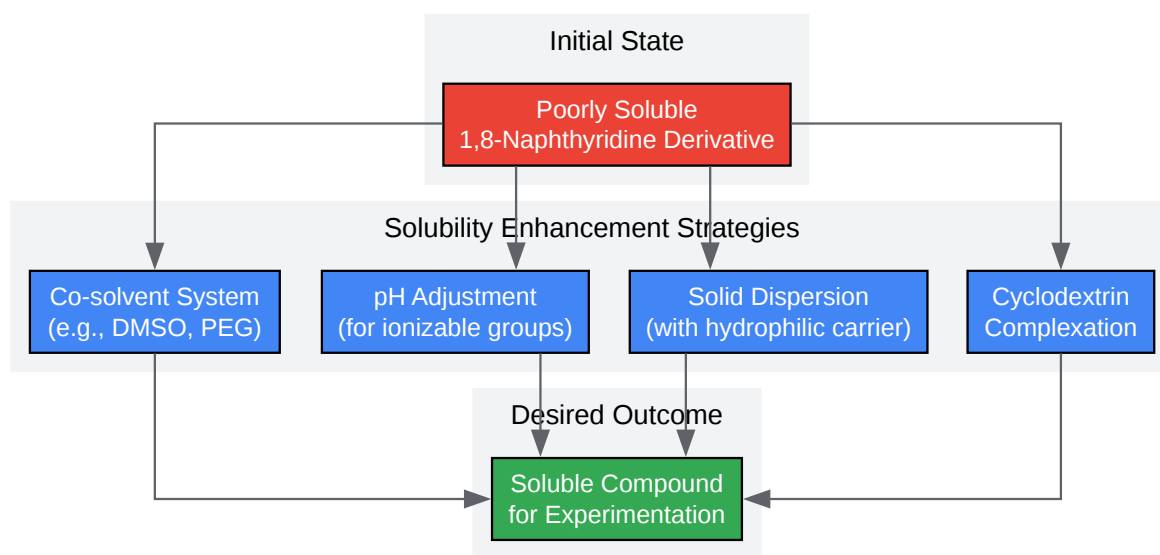 Initial State
Poorly Soluble
1,8-Naphthyridine Derivative
Solubility Enhancement Strategies
Co-solvent System
(e.g., DMSO, PEG)
pH Adjustment
(for ionizable groups)
Solid Dispersion
(with hydrophilic carrier)
Cyclodextrin
Complexation
Desired Outcome
Soluble Compound
for Experimentation